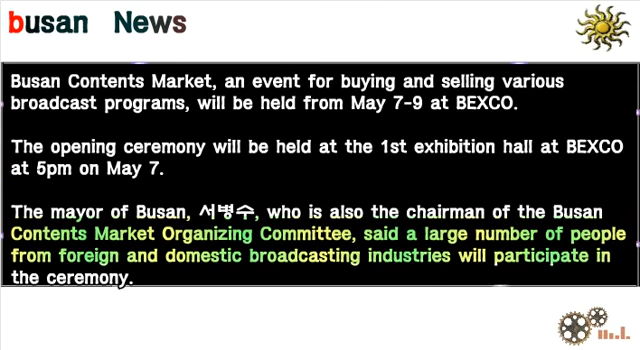 busan News
Busan Contents Market, an event for buying and selling various
broadcast programs, will be held from May 7-9 at BEXCO.
The opening ceremony will be held at the 1st exhibition hall at BEXCO
at 5pm on May 7.
The mayor of Busan, 서병수, who is also the chairman of the Busan
Contents Market Organizing Committee, said a large number of people
from foreign and domestic broadcasting industries will participate in
the ceremony.